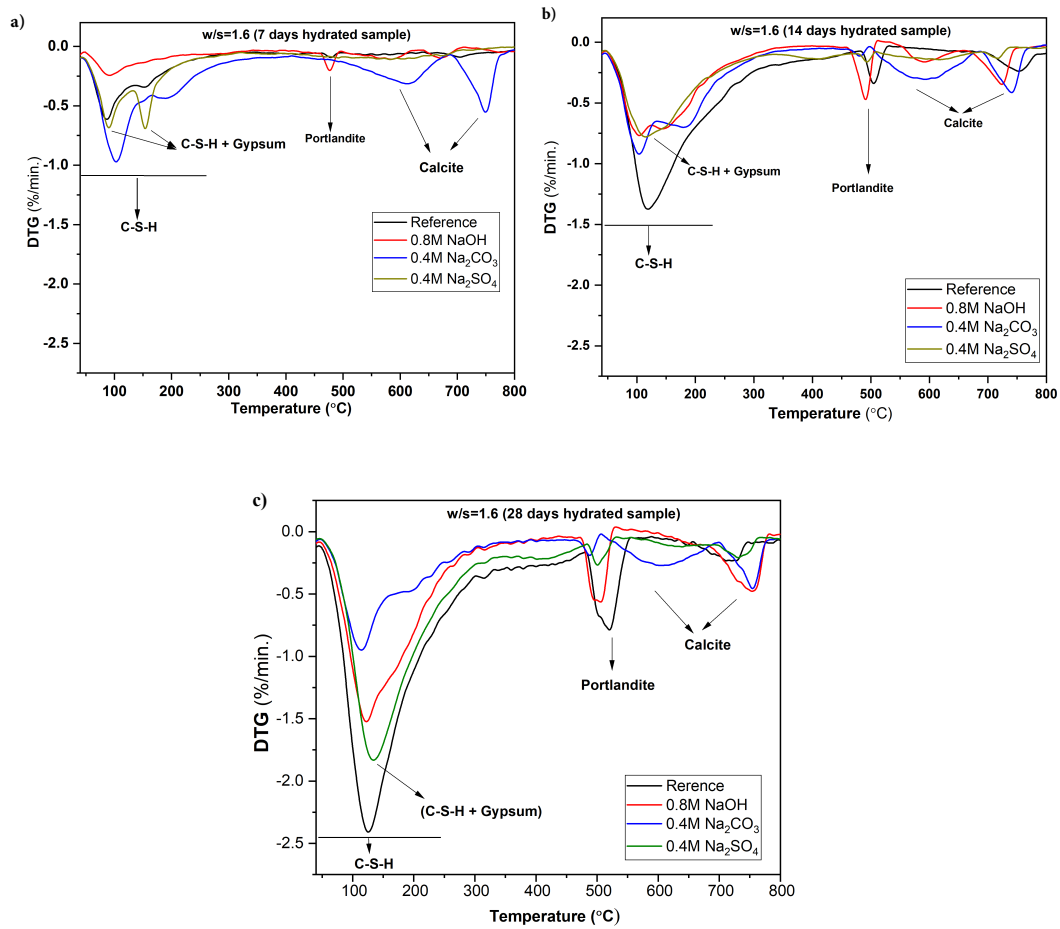 a)
w/s=1.6 (7 days hydrated sample)
0.0
-0.5
-1.0
-1.5
-2.0
-2.5
DTG (%/min.)
C-S-H + Gypsum
Portlandite
Calcite
C-S-H
Reference
0.8M NaOH
0.4M Na₂CO₃
0.4M Na₂SO₄
100 200 300 400 500 600 700 800
Temperature (°C)
b)
w/s=1.6 (14 days hydrated sample)
0.0
-0.5
-1.0
-1.5
-2.0
-2.5
DTG (%/min.)
C-S-H + Gypsum
Calcite
Portlandite
C-S-H
Reference
0.8M NaOH
0.4M Na₂CO₃
0.4M Na₂SO₄
100 200 300 400 500 600 700 800
Temperature (°C)
c)
w/s=1.6 (28 days hydrated sample)
0.0
-0.5
-1.0
-1.5
-2.0
-2.5
DTG (%/min.)
Calcite
Portlandite
(C-S-H + Gypsum)
C-S-H
Rerence
0.8M NaOH
0.4M Na₂CO₃
0.4M Na₂SO₄
100 200 300 400 500 600 700 800
Temperature (°C)